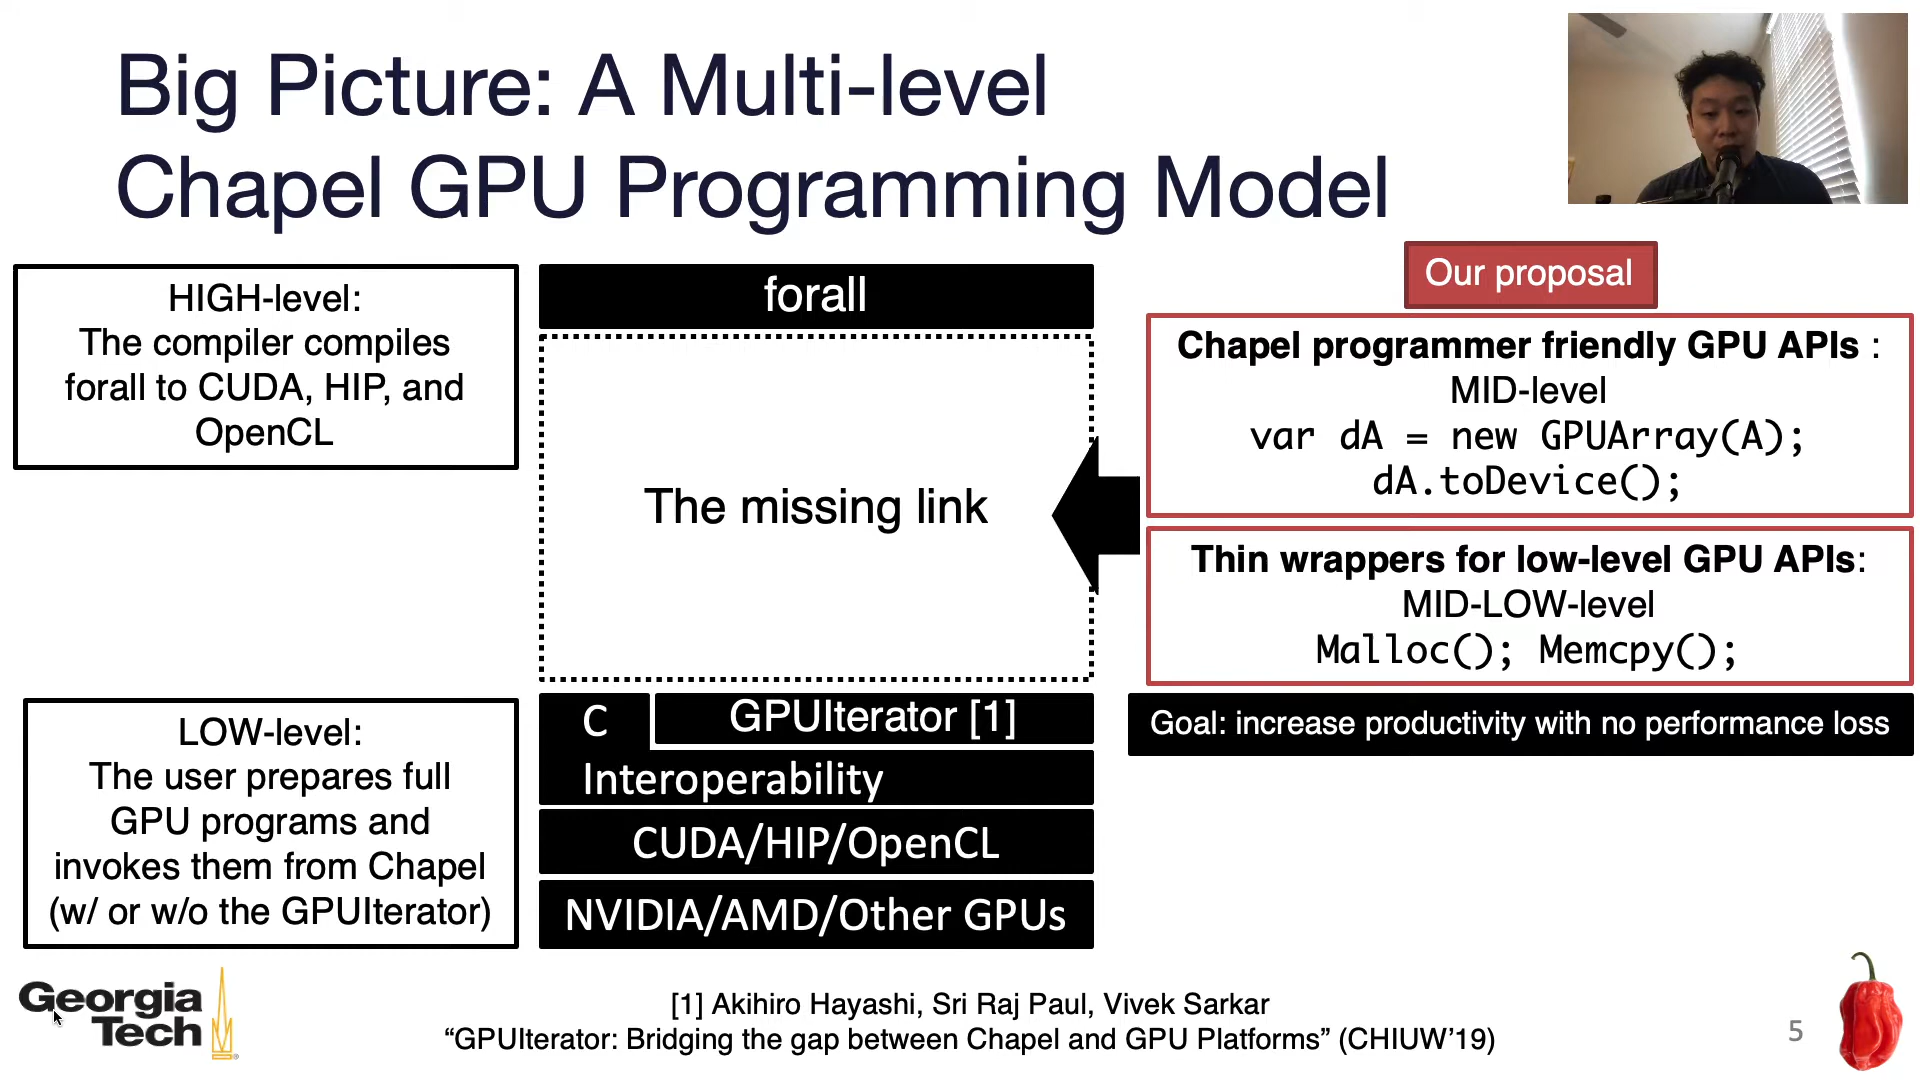 Big Picture: A Multi-level
Chapel GPU Programming Model
HIGH-level:
The compiler compiles
forall to CUDA, HIP, and
OpenCL
forall
The missing link
Our proposal
Chapel programmer friendly GPU APIs :
MID-level
var dA = new GPUArray(A);
dA.toDevice();
Thin wrappers for low-level GPU APIs:
MID-LOW-level
Malloc(); Memcpy();
Goal: increase productivity with no performance loss
LOW-level:
The user prepares full
GPU programs and
invokes them from Chapel
(w/ or w/o the GPUIterator)
C
GPUIterator [1]
Interoperability
CUDA/HIP/OpenCL
NVIDIA/AMD/Other GPUs
Georgia
Tech
[1] Akihiro Hayashi, Sri Raj Paul, Vivek Sarkar
“GPUIterator: Bridging the gap between Chapel and GPU Platforms” (CHIUW’19)
5